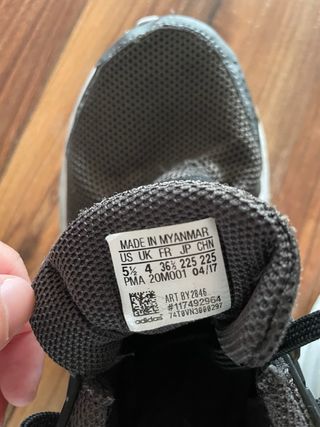 MADE IN MYANMAR
US UK FR JP CHN
5½ 4 36⅔ 225 225
PMA 20M001 04/17
ART BY2846
#117492964
74T0VN3000297
adidas